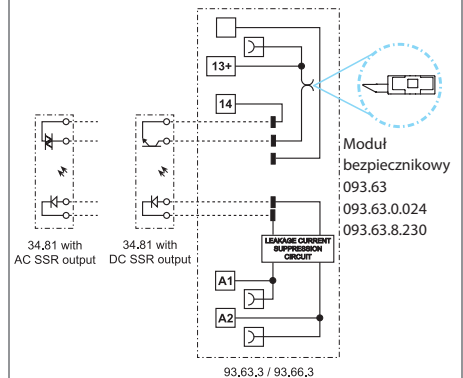 13+
14
Moduł
bezpiecznikowy
093.63
093.63.0.024
093.63.8.230
34.81 with
AC SSR output
34.81 with
DC SSR output
LEAKAGE CURRENT
SUPPRESSION
CIRCUIT
A1
A2
93.63.3 / 93.66.3